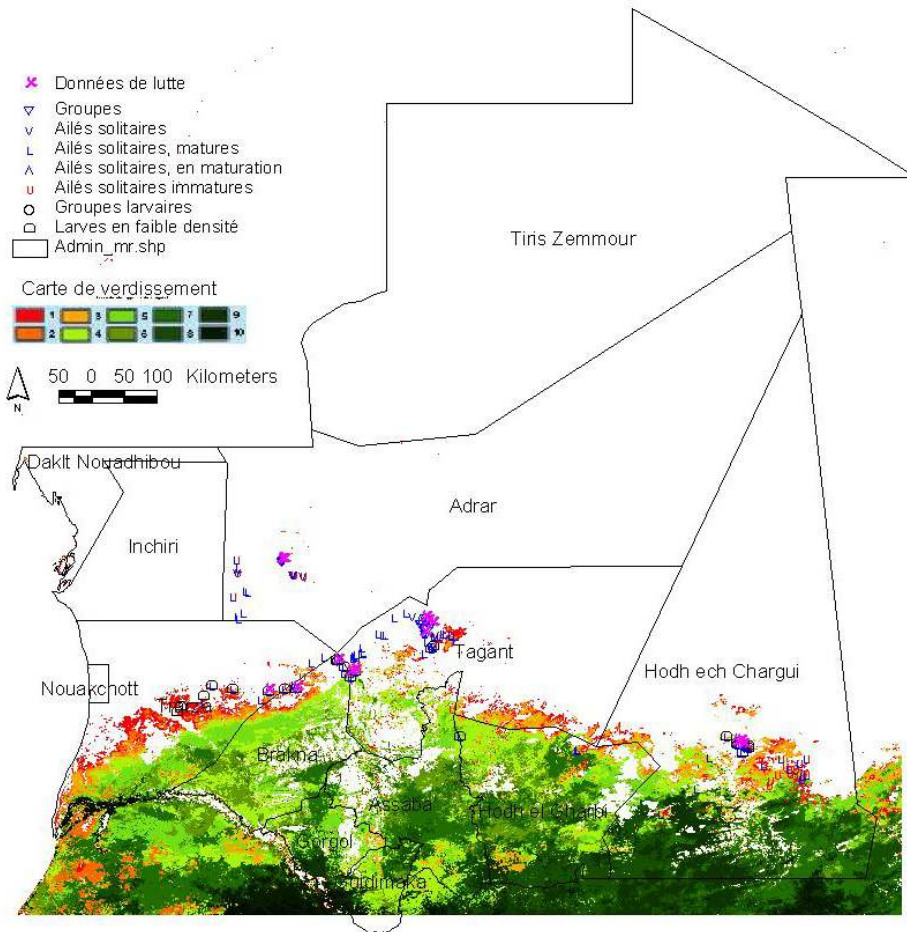 Données de lutte
Groupes
Ailés solitaires
Ailés solitaires, matures
Ailés solitaires, en maturation
Ailés solitaires immatures
Groupes larvaires
Larves en faible densité
Admin_mr.shp
Carte de verdissement
1 3 5 7 9
2 4 6 8 10
50 0 50 100 Kilometers
N
Tiris Zemmour
Daklt Nouadhibou
Adrar
Inchiri
Tagant
Hodh ech Chargui
Nouakchott
Trarza
Brakna
Assaba
Hodh el Gharbi
Gorgol